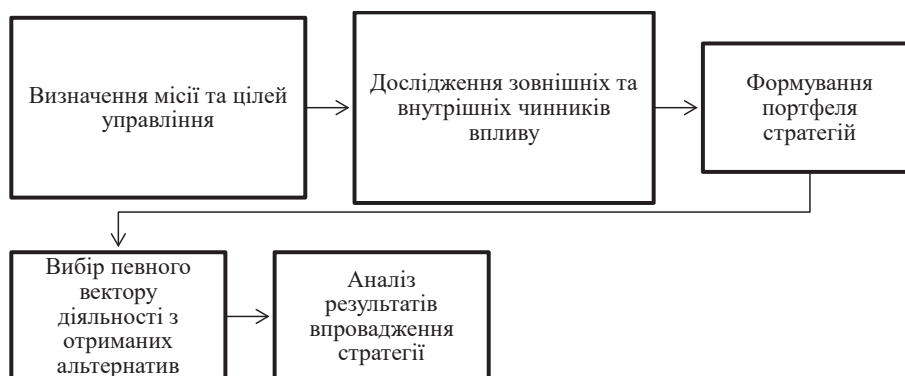 Визначення місії та цілей
управління
Дослідження зовнішніх та
внутрішніх чинників
впливу
Формування
портфеля
стратегій
Вибір певного
вектору
діяльності з
отриманих
альтернатив
Аналіз
результатів
впровадження
стратегії